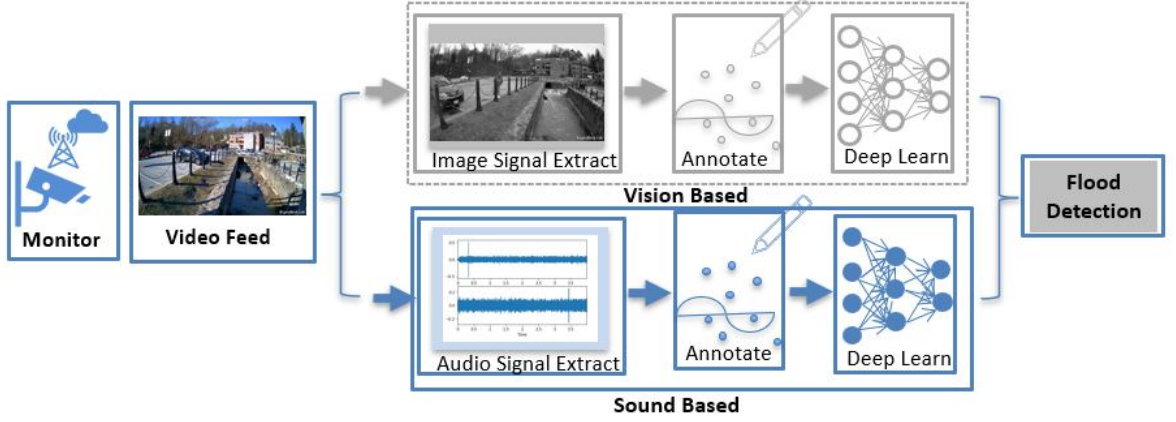 Monitor
Video Feed
Image Signal Extract
Annotate
Deep Learn
Vision Based
Audio Signal Extract
Annotate
Deep Learn
Sound Based
Time
Flood
Detection